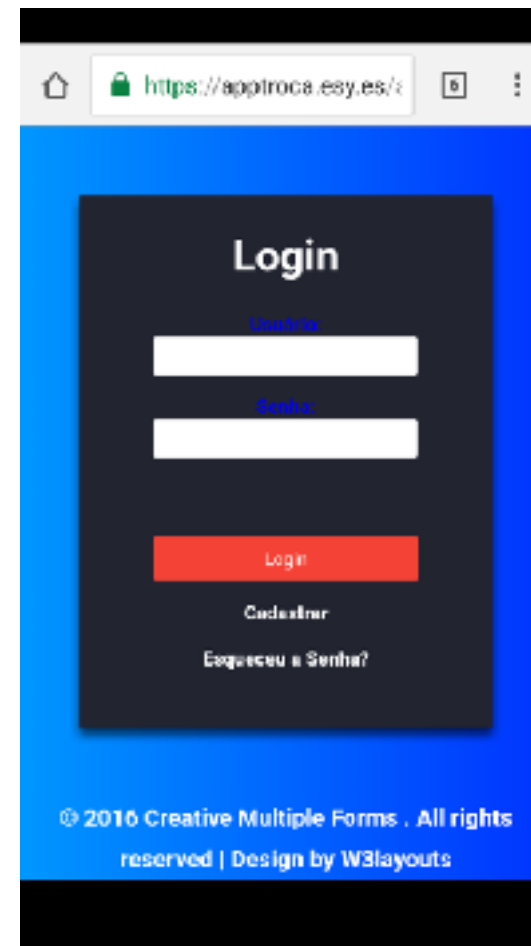 https://apptroca.esy.es/a
6
Login
Usuário:
Senha:
Login
Cadastrar
Esqueceu a Senha?
© 2016 Creative Multiple Forms . All rights
reserved | Design by W3layouts